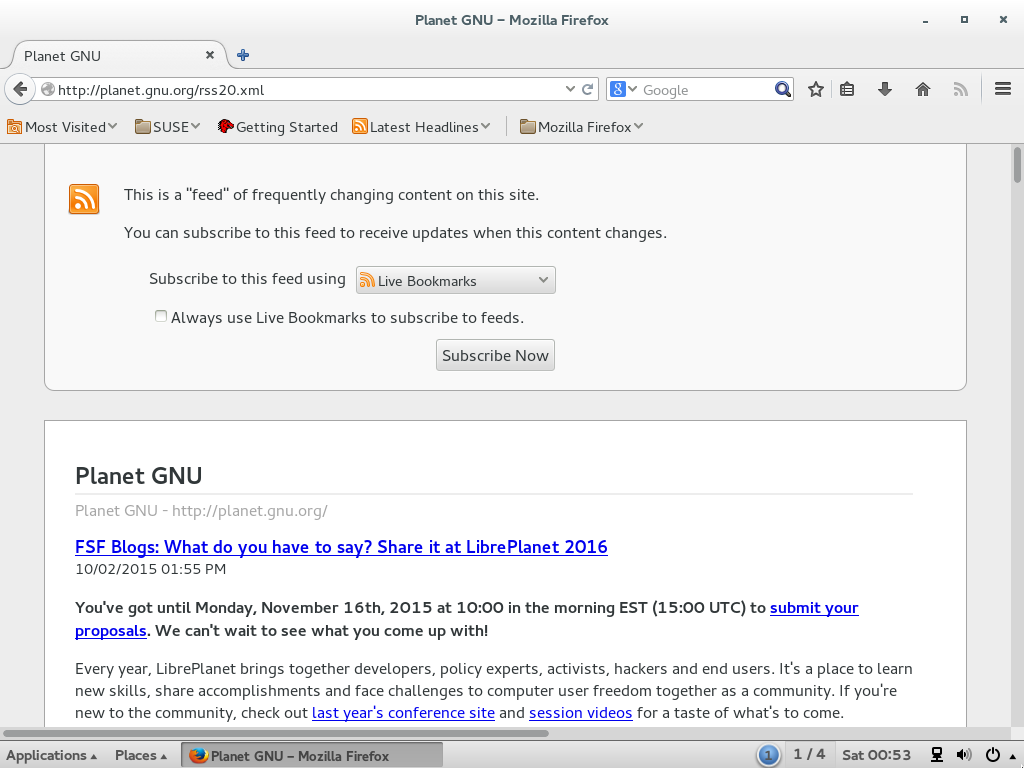 Planet GNU – Mozilla Firefox
Planet GNU
http://planet.gnu.org/rss20.xml
Google
Most Visited
SUSE
Getting Started
Latest Headlines
Mozilla Firefox
This is a "feed" of frequently changing content on this site.
You can subscribe to this feed to receive updates when this content changes.
Subscribe to this feed using
Live Bookmarks
Always use Live Bookmarks to subscribe to feeds.
Subscribe Now
Planet GNU
Planet GNU - http://planet.gnu.org/
FSF Blogs: What do you have to say? Share it at LibrePlanet 2016
10/02/2015 01:55 PM
You've got until Monday, November 16th, 2015 at 10:00 in the morning EST (15:00 UTC) to submit your
proposals. We can't wait to see what you come up with!
Every year, LibrePlanet brings together developers, policy experts, activists, hackers and end users. It's a place to learn
new skills, share accomplishments and face challenges to computer user freedom together as a community. If you're
new to the community, check out last year's conference site and session videos for a taste of what's to come.
Applications
Places
Planet GNU – Mozilla Firefox
1
1 / 4
Sat 00:53